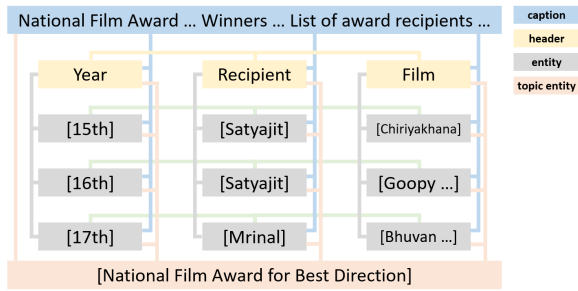 National Film Award ... Winners ... List of award recipients ...
caption
header
entity
topic entity
Year Recipient Film
[15th] [Satyajit] [Chiriyakhana]
[16th] [Satyajit] [Goopy ...]
[17th] [Mrinal] [Bhuvan ...]
[National Film Award for Best Direction]